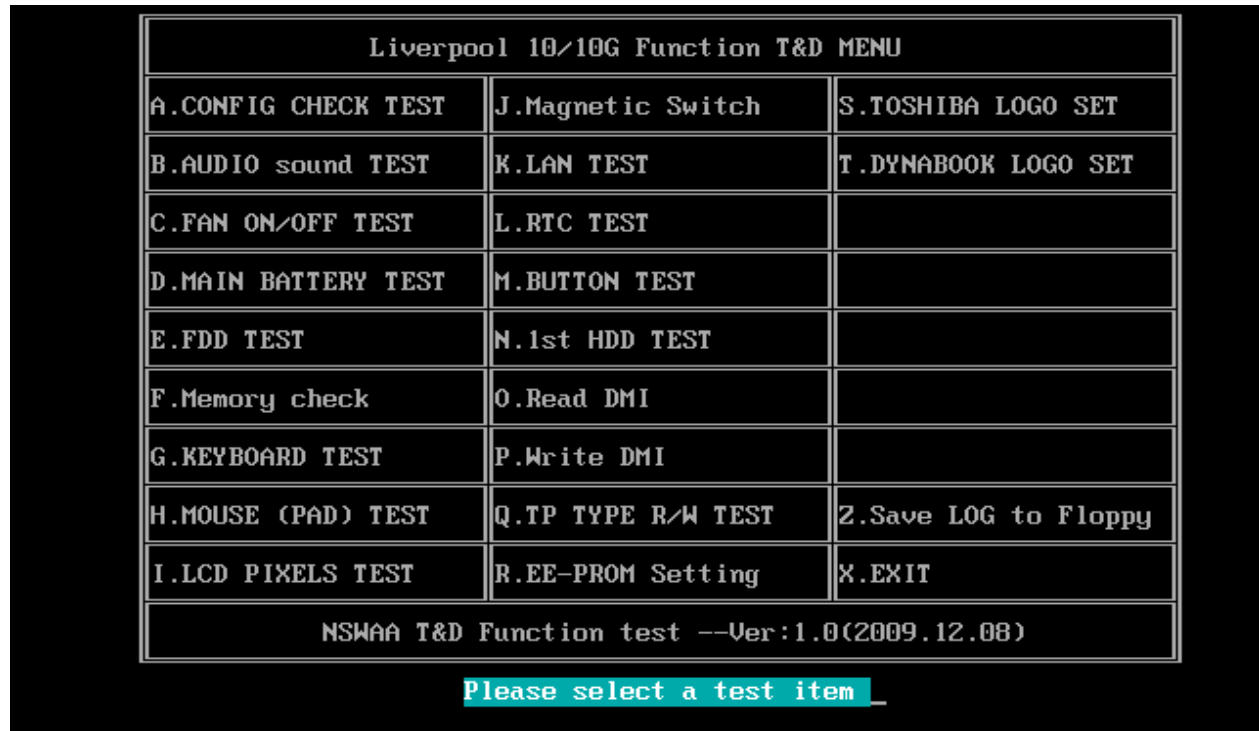 Liverpool 10/10G Function T&D MENU
A.CONFIG CHECK TEST J.Magnetic Switch S.TOSHIBA LOGO SET
B.AUDIO sound TEST K.LAN TEST T.DYNABOOK LOGO SET
C.FAN ON/OFF TEST L.RTC TEST
D.MAIN BATTERY TEST M.BUTTON TEST
E.FDD TEST N.1st HDD TEST
F.Memory check O.Read DMI
G.KEYBOARD TEST P.Write DMI
H.MOUSE (PAD) TEST Q.TP TYPE R/W TEST Z.Save LOG to Floppy
I.LCD PIXELS TEST R.EE-PROM Setting X.EXIT
NSWAA T&D Function test --Ver:1.0(2009.12.08)
Please select a test item _